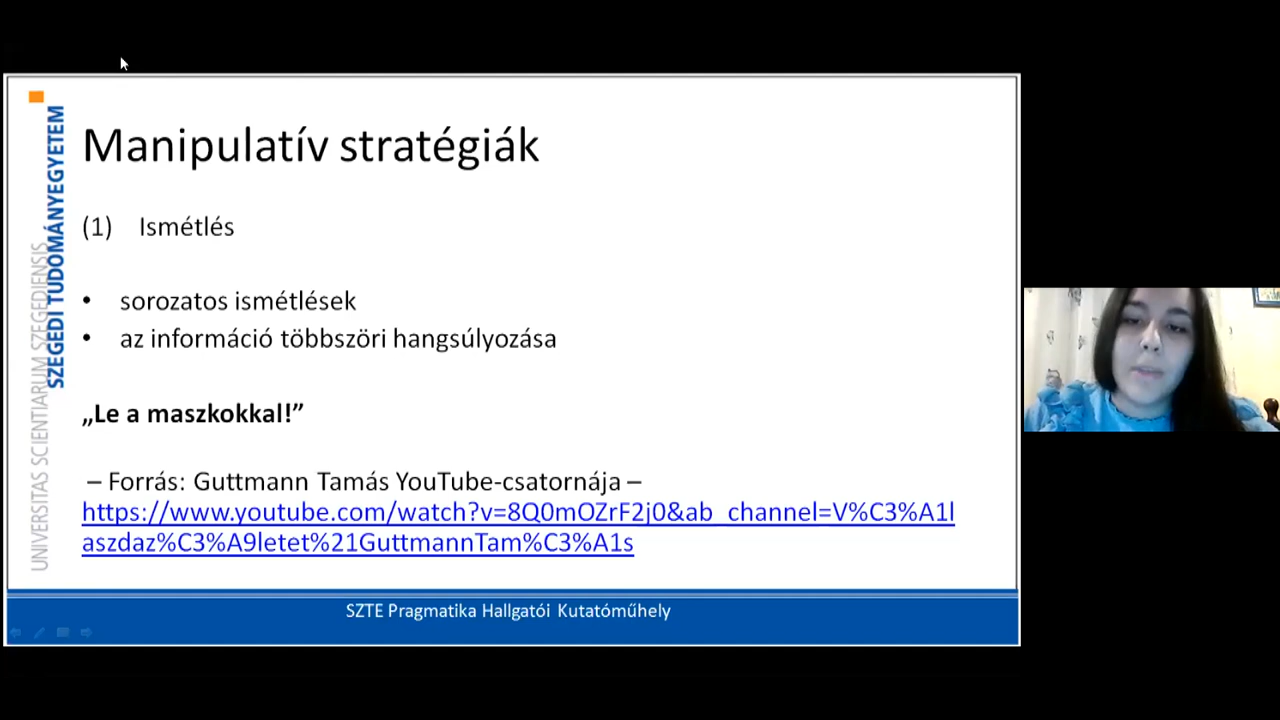 UNIVERSITAS SCIENTIARUM SZEGEDIENSIS
SZEGEDI TUDOMÁNYEGYETEM
Manipulatív stratégiák
(1) Ismétlés
• sorozatos ismétlések
• az információ többszöri hangsúlyozása
„Le a maszkokkal!”
– Forrás: Guttmann Tamás YouTube-csatornája –
https://www.youtube.com/watch?v=8Q0mOZrF2j0&ab_channel=V%C3%A1l
aszdaz%C3%A9letet%21GuttmannTam%C3%A1s
SZTE Pragmatika Hallgatói Kutatóműhely